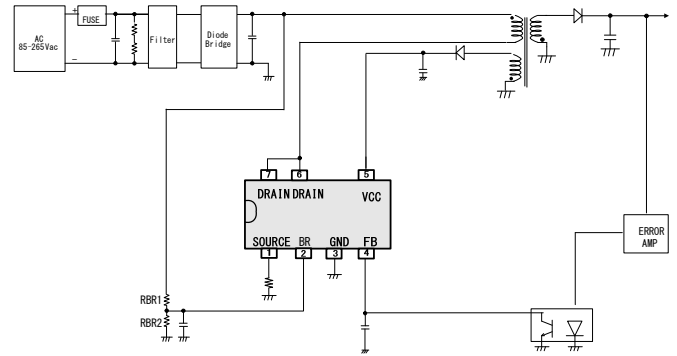 AC
85-265Vac
+
-
FUSE
Filter
Diode
Bridge
7
6
5
DRAIN DRAIN
VCC
SOURCE BR GND FB
1
2
3
4
RBR1
RBR2
ERROR
AMP